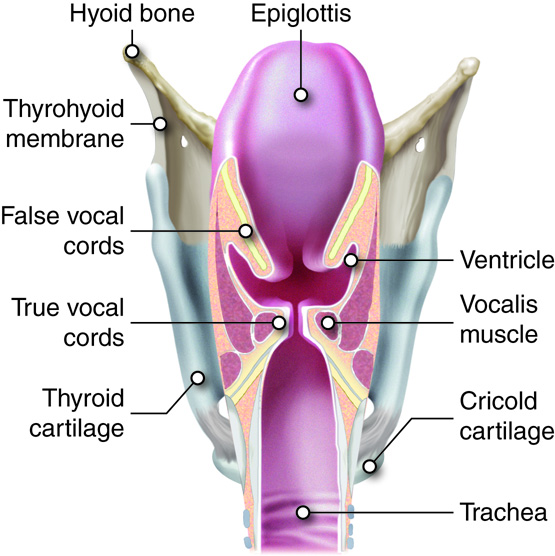 Hyoid bone
Epiglottis
Thyrohyoid
membrane
False vocal
cords
Ventricle
True vocal
cords
Vocalis
muscle
Thyroid
cartilage
Cricold
cartilage
Trachea